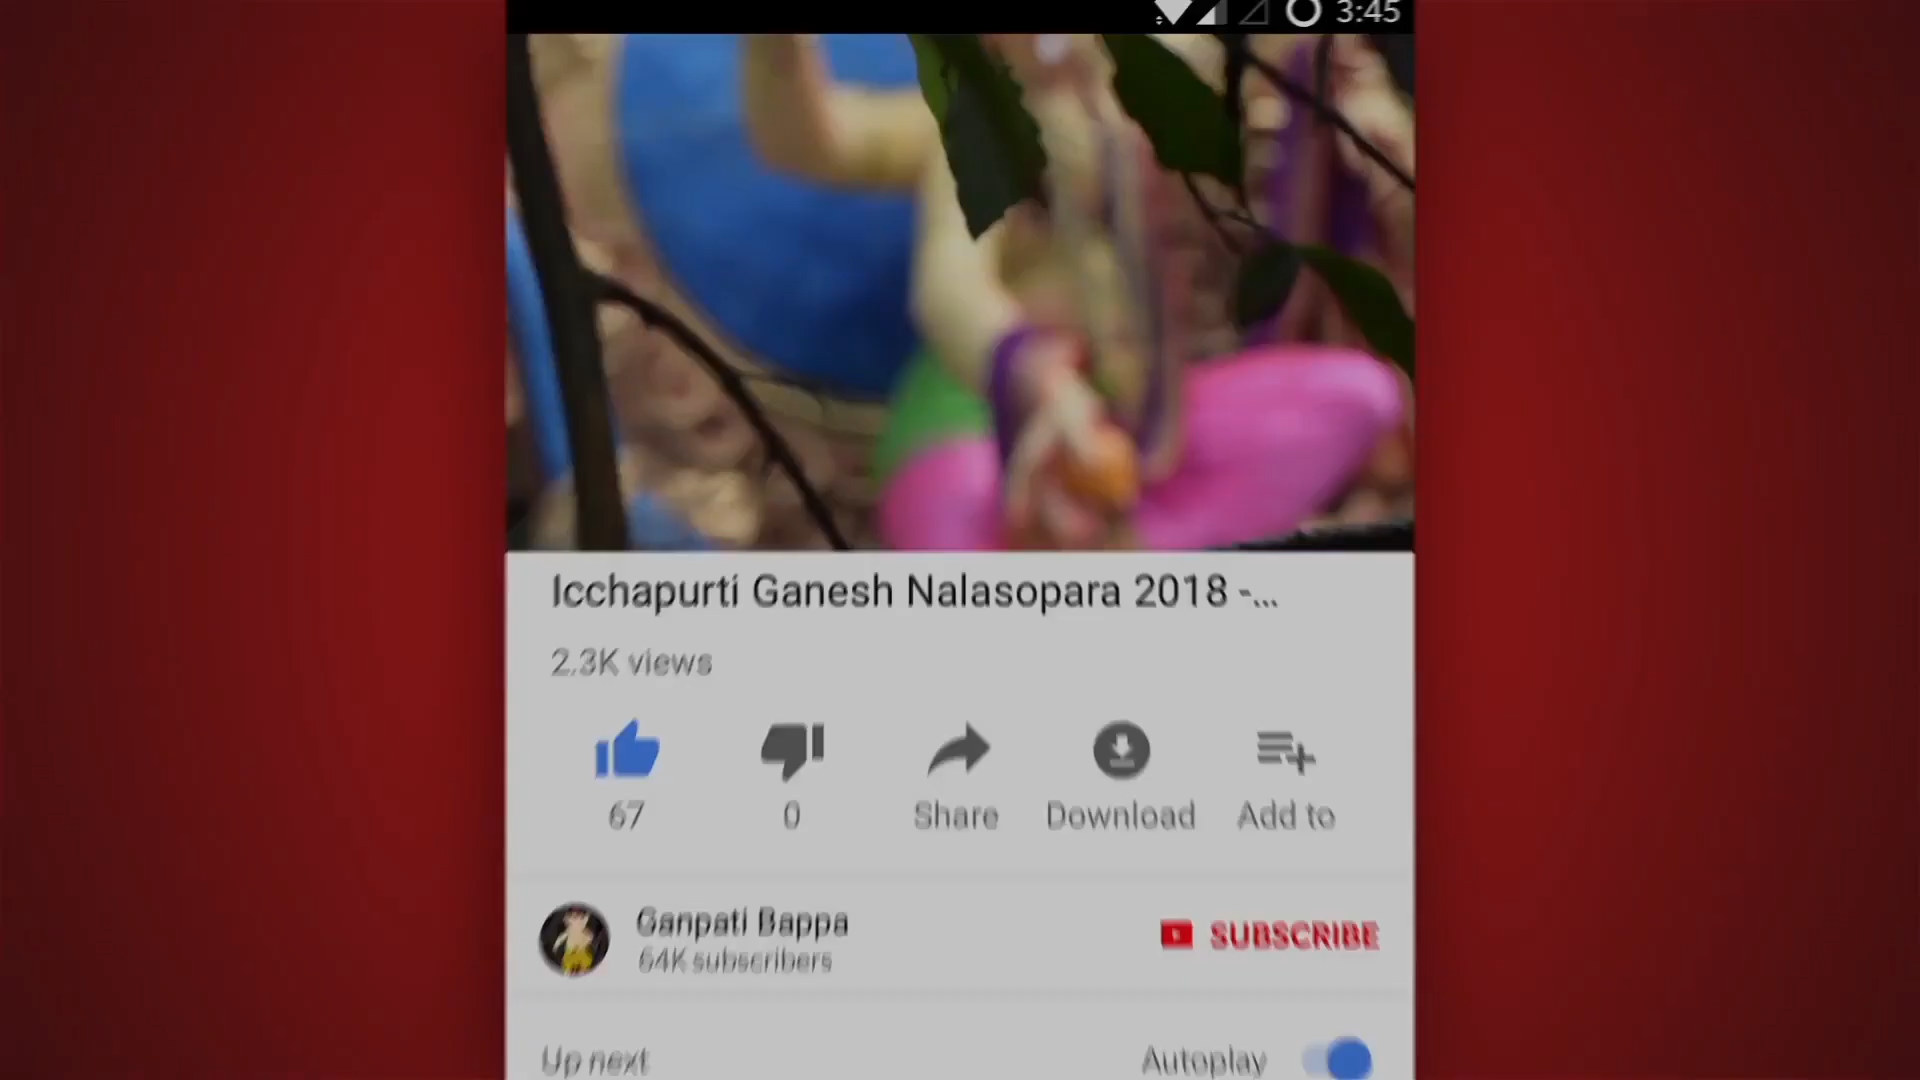 3:45
Icchapurti Ganesh Nalasopara 2018 -...
2.3K views
67
0
Share
Download
Add to
Ganpati Bappa
SUBSCRIBE
64K subscribers
Up next
Autoplay